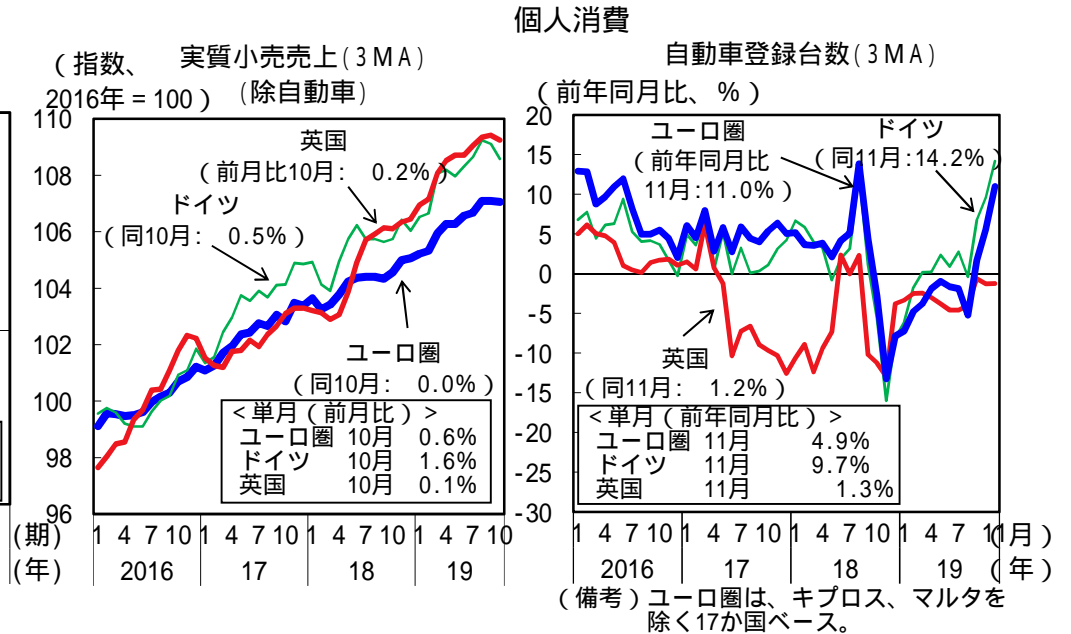 個人消費
実質小売売上(3MA)
(除自動車)
(指数、
2016年=100)
110
108
106
104
102
100
98
96
英国
(前月比10月: 0.2%)
ドイツ
(同10月: 0.5%)
ユーロ圏
(同10月: 0.0%)
<単月(前月比)>
ユーロ圏 10月 0.6%
ドイツ 10月 1.6%
英国 10月 0.1%
(期) 1 4 7 10 1 4 7 10 1 4 7 10 1 4 7 10
(年) 2016 17 18 19
自動車登録台数(3MA)
(前年同月比、%)
20
15
10
5
0
-5
-10
-15
-20
-25
-30
ユーロ圏
(前年同月比
11月:11.0%)
ドイツ
(同11月:14.2%)
英国
(同11月: 1.2%)
<単月(前年同月比)>
ユーロ圏 11月 4.9%
ドイツ 11月 9.7%
英国 11月 1.3%
1 4 7 10 1 4 7 10 1 4 7 10 1 4 7 11 (月)
2016 17 18 19 (年)
(備考)ユーロ圏は、キプロス、マルタを
除く17か国ベース。